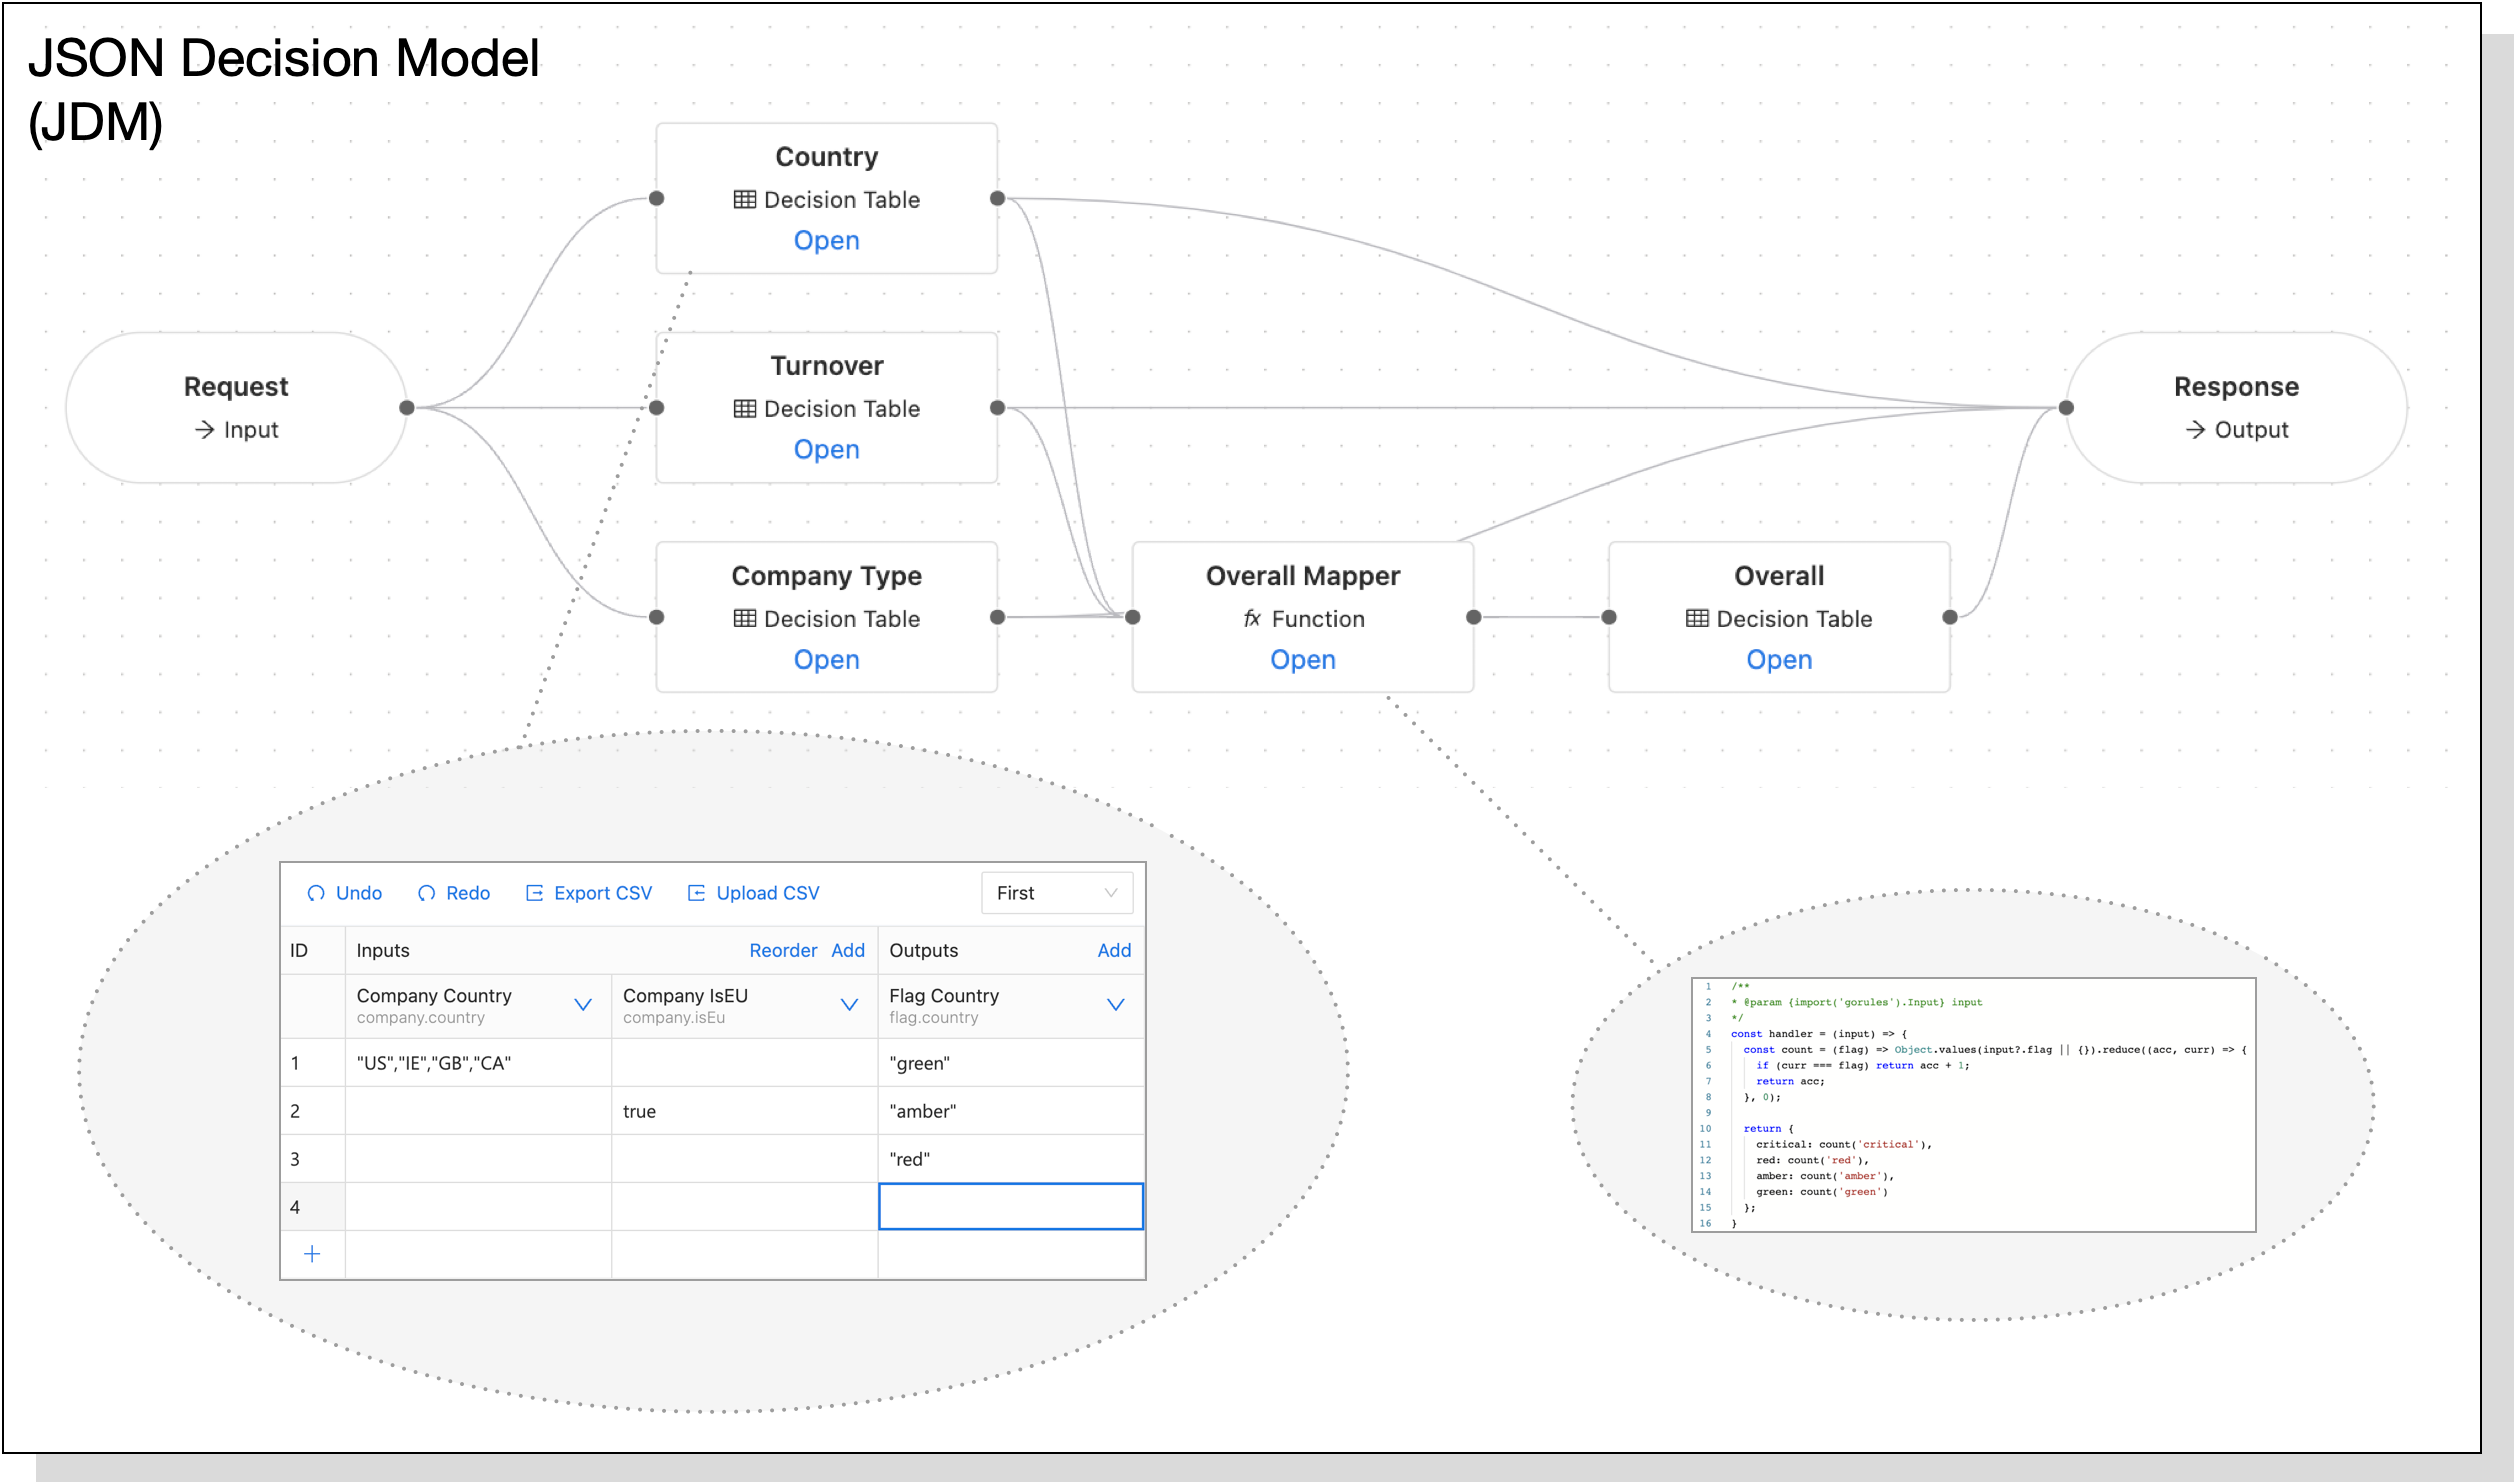 JSON Decision Model
(JDM)
Country
Decision Table
Open
Request
Input
Turnover
Decision Table
Open
Response
Output
Company Type
Decision Table
Open
Overall Mapper
fx Function
Open
Overall
Decision Table
Open
Undo Redo Export CSV Upload CSV First
ID Inputs Reorder Add Outputs Add
Company Country Company IsEU Flag Country
company.country company.isEu flag.country
1 "US","IE","GB","CA" "green"
2 true "amber"
3 "red"
4
+
1 /**
2 * @param {import('gorules').Input} input
3 */
4 const handler = (input) => {
5 const count = (flag) => Object.values(input?.flag || {}).reduce((acc, curr) => {
6 if (curr === flag) return acc + 1;
7 return acc;
8 }, 0);
9
10 return {
11 critical: count('critical'),
12 red: count('red'),
13 amber: count('amber'),
14 green: count('green')
15 };
16 }